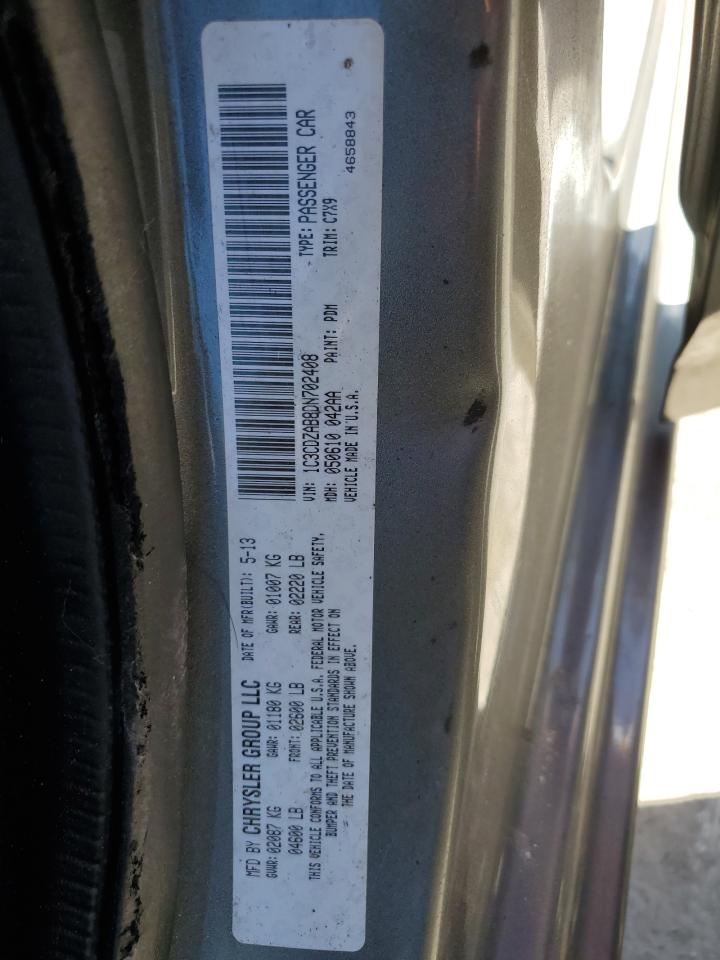 MFD BY CHRYSLER GROUP LLC DATE OF MFR(BUILT): 5-13
GVWR: 02087 KG GAWR: 01180 KG GAWR: 01007 KG
04600 LB FRONT: 02600 LB REAR: 02220 LB
THIS VEHICLE CONFORMS TO ALL APPLICABLE U.S.A. FEDERAL MOTOR VEHICLE SAFETY,
BUMPER AND THEFT PREVENTION STANDARDS IN EFFECT ON
THE DATE OF MANUFACTURE SHOWN ABOVE.
VIN: 1C3CDZAB8DN702408 TYPE: PASSENGER CAR
MDH: 050610 042AA PAINT: PDM TRIM: C7X9
VEHICLE MADE IN U.S.A. 4658843